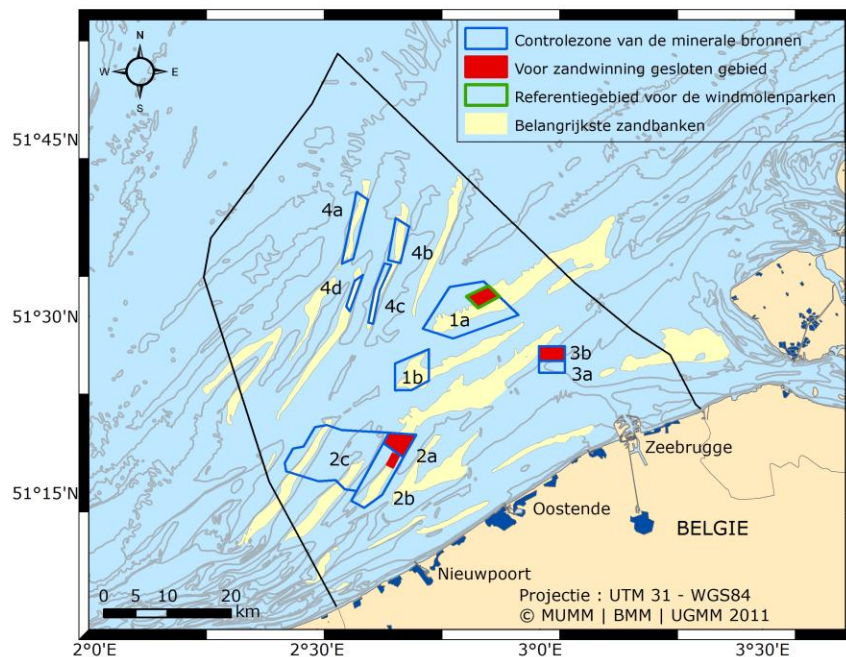 N
W E
S
Controlezone van de minerale bronnen
Voor zandwinning gesloten gebied
Referentiegebied voor de windmolenparken
Belangrijkste zandbanken
51°45'N
4a
4b
4d
4c
51°30'N
1a
3b
3a
1b
2c
2a
2b
51°15'N
Zeebrugge
Oostende
BELGIE
Nieuwpoort
0 5 10 20
km
Projectie : UTM 31 - WGS84
© MUMM | BMM | UGMM 2011
2°0'E 2°30'E 3°0'E 3°30'E